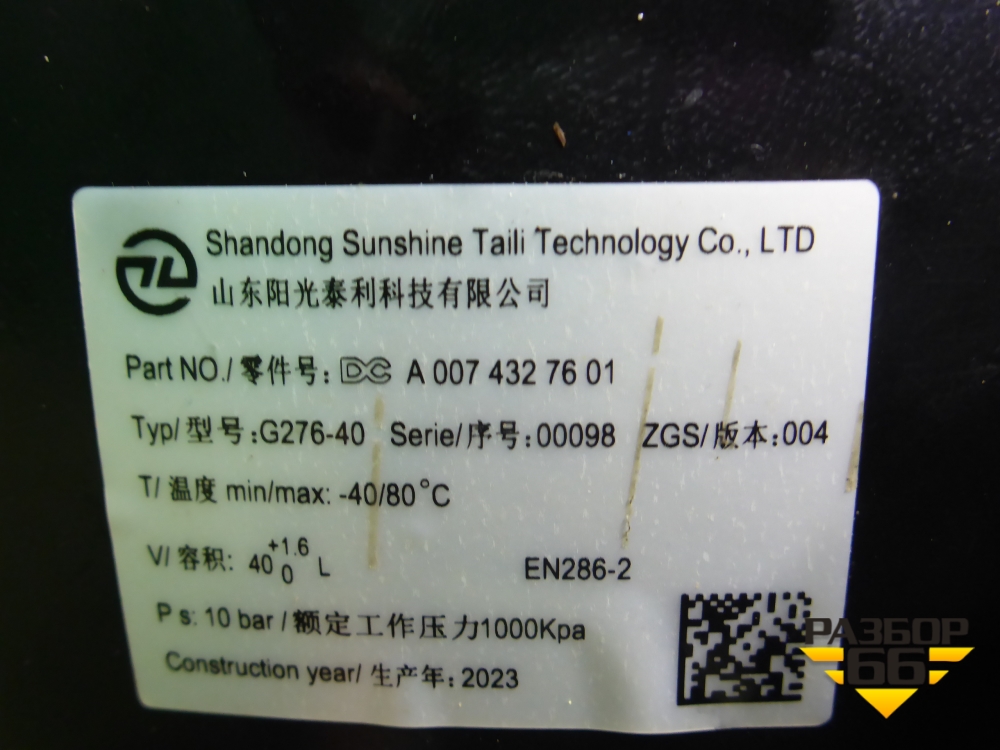 Shandong Sunshine Taili Technology Co., LTD
山东阳光泰利科技有限公司
Part NO./零件号: DC A 007 432 76 01
Typ/型号:G276-40 Serie/序号:00098 ZGS/版本:004
T/温度 min/max: -40/80°C
V/容积: 40 +1.6 0 L EN286-2
P s: 10 bar/额定工作压力1000Kpa
Construction year/生产年:2023
РАЗБОР
66